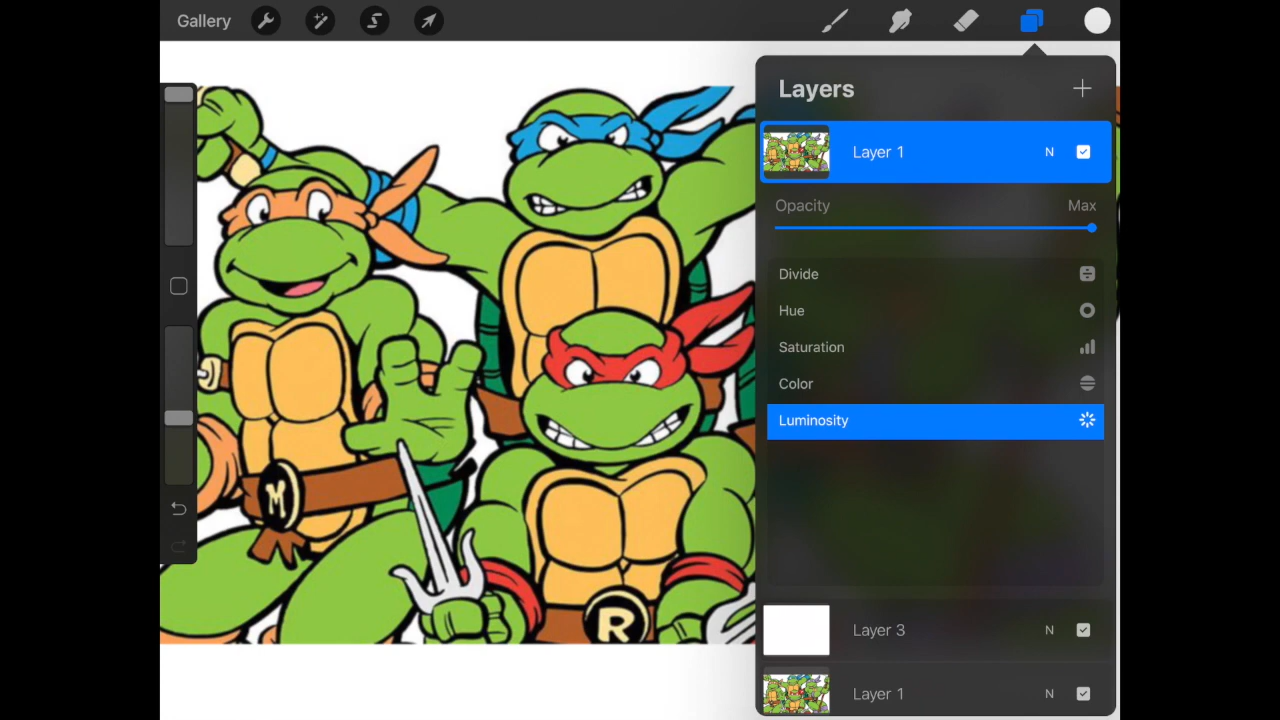 Gallery
Layers
Layer 1 N
Opacity Max
Divide
Hue
Saturation
Color
Luminosity
Layer 3 N
Layer 1 N
M
R